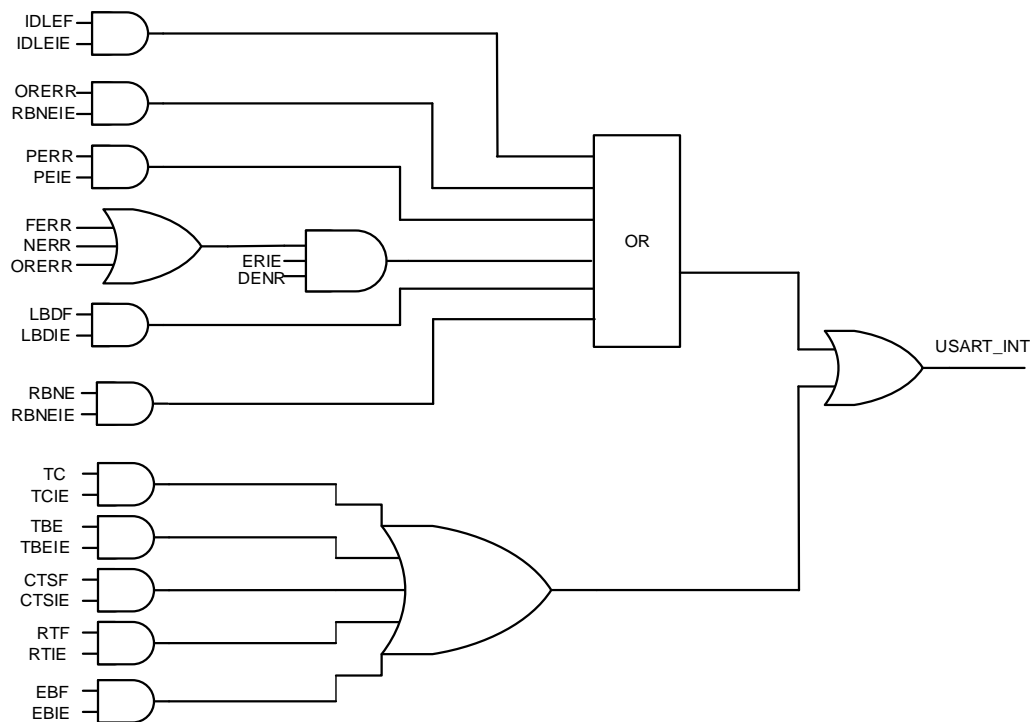 IDLEF
IDLEIE
ORERR
RBNEIE
PERR
PEIE
FERR
NERR
ORERR
ERIE
DENR
LBDF
LBDIE
RBNE
RBNEIE
OR
USART_INT
TC
TCIE
TBE
TBEIE
CTSF
CTSIE
RTF
RTIE
EBF
EBIE